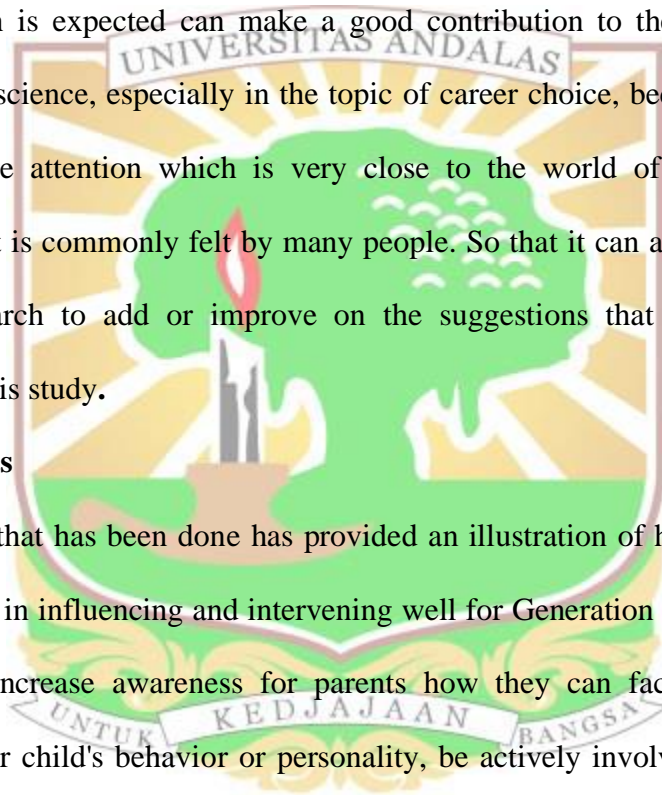 n is expected can make a good contribution to the
UNIVERSITAS ANDALAS
science, especially in the topic of career choice, bec
e attention which is very close to the world of
t is commonly felt by many people. So that it can a
arch to add or improve on the suggestions that
is study.
s
that has been done has provided an illustration of h
in influencing and intervening well for Generation
increase awareness for parents how they can fac
r child's behavior or personality, be actively involv
UNTUK KEDJAJAAN BANGSA